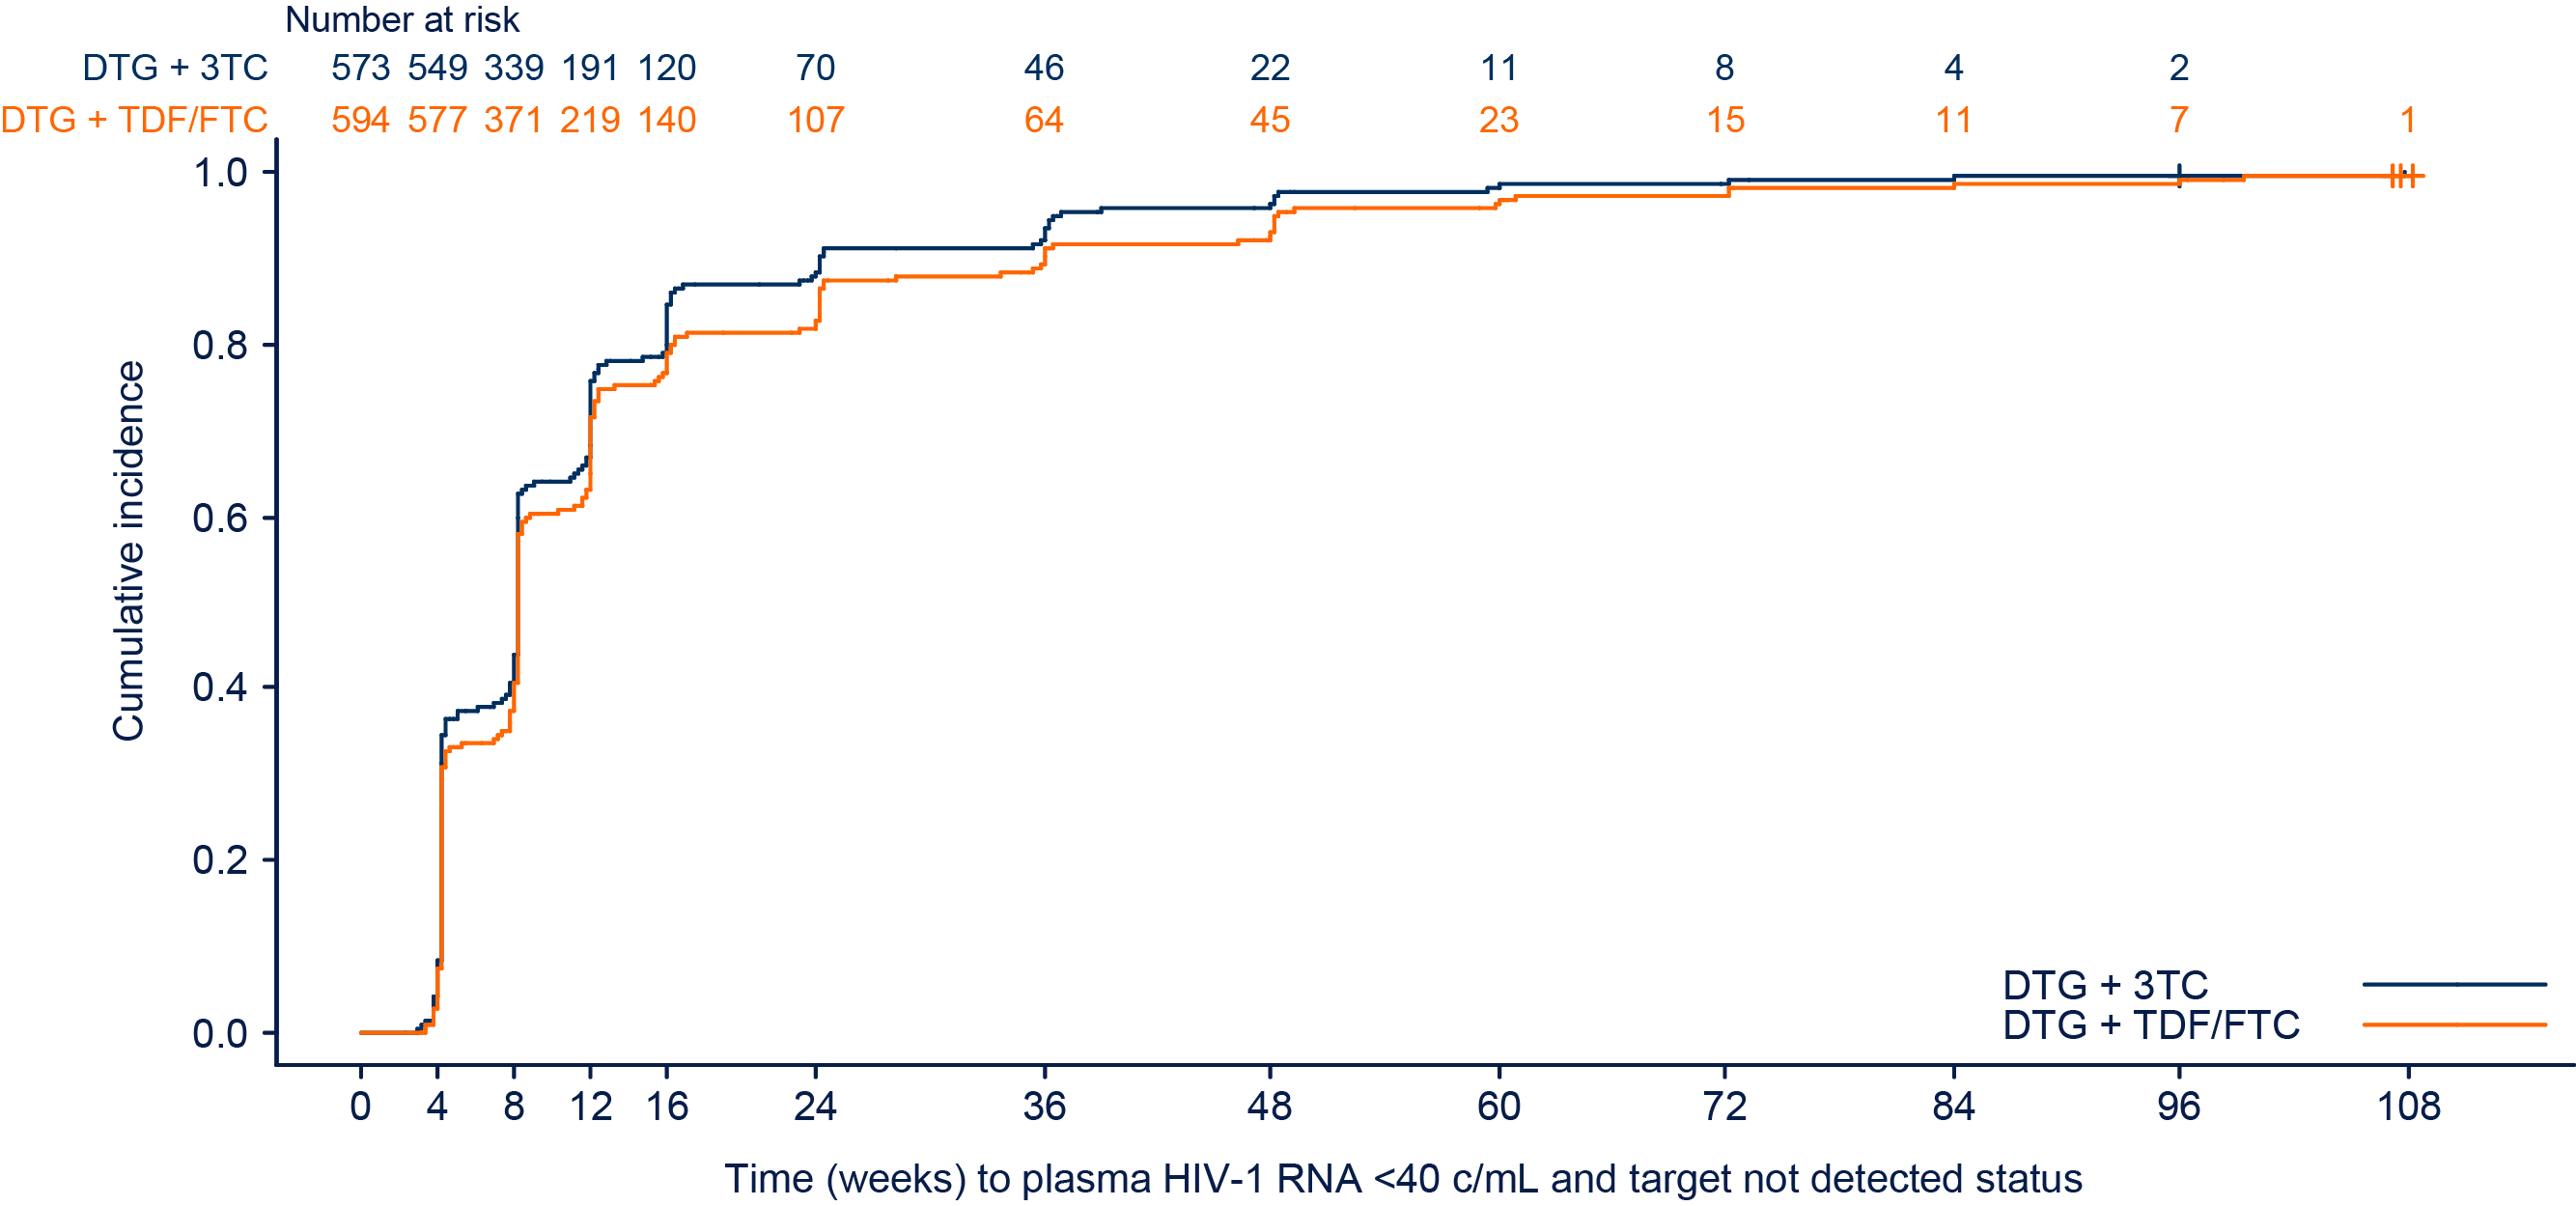 Number at risk
DTG + 3TC 573 549 339 191 120 70 46 22 11 8 4 2
DTG + TDF/FTC 594 577 371 219 140 107 64 45 23 15 11 7 1
1.0
0.8
0.6
0.4
0.2
0.0
Cumulative incidence
DTG + 3TC
DTG + TDF/FTC
0 4 8 12 16 24 36 48 60 72 84 96 108
Time (weeks) to plasma HIV-1 RNA <40 c/mL and target not detected status